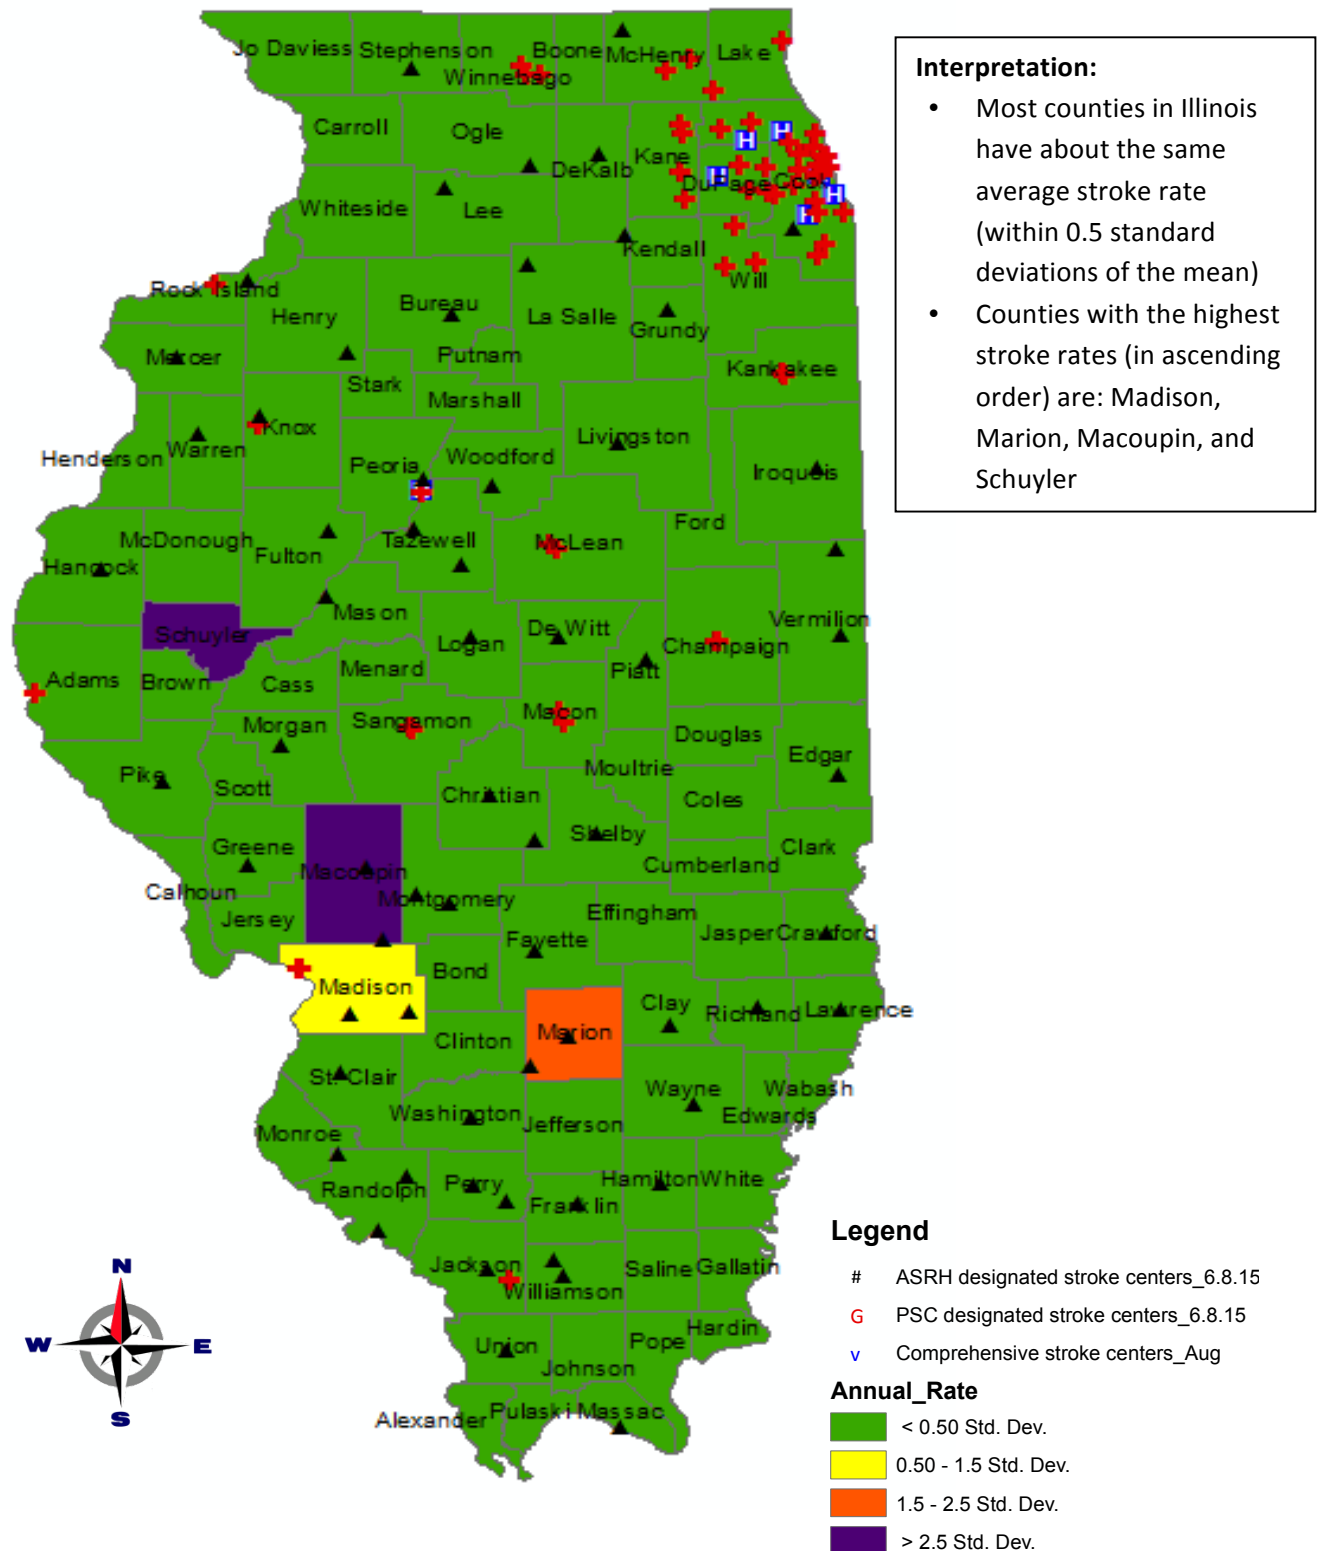 Jo Daviess
Stephenson
Winnebago
Boone
McHenry
Lake
Carroll
Ogle
DeKalb
Kane
DuPage
Cook
Whiteside
Lee
Kendall
Will
Rock Island
Henry
Bureau
La Salle
Grundy
Mercer
Putnam
Kankakee
Stark
Marshall
Henderson
Warren
Knox
Peoria
Woodford
Livingston
Iroquois
Ford
McDonough
Hancock
Fulton
Tazewell
McLean
Schuyler
Mason
Logan
De Witt
Champaign
Vermilion
Adams
Brown
Cass
Menard
Piatt
Morgan
Sangamon
Macon
Douglas
Edgar
Pike
Scott
Christian
Moultrie
Coles
Greene
Macoupin
Shelby
Cumberland
Clark
Calhoun
Jersey
Montgomery
Effingham
Fayette
Jasper
Crawford
Madison
Bond
Clay
Richland
Lawrence
Clinton
Marion
St. Clair
Wayne
Wabash
Edwards
Washington
Jefferson
Monroe
Randolph
Perry
Hamilton
White
Franklin
Jackson
Williamson
Saline
Gallatin
Union
Johnson
Pope
Hardin
Alexander
Pulaski
Massac
H
H
H
H
H
Interpretation:
• Most counties in Illinois
have about the same
average stroke rate
(within 0.5 standard
deviations of the mean)
• Counties with the highest
stroke rates (in ascending
order) are: Madison,
Marion, Macoupin, and
Schuyler
N
W
E
S
Legend
# ASRH designated stroke centers_6.8.15
G PSC designated stroke centers_6.8.15
v Comprehensive stroke centers_Aug
Annual_Rate
< 0.50 Std. Dev.
0.50 - 1.5 Std. Dev.
1.5 - 2.5 Std. Dev.
> 2.5 Std. Dev.